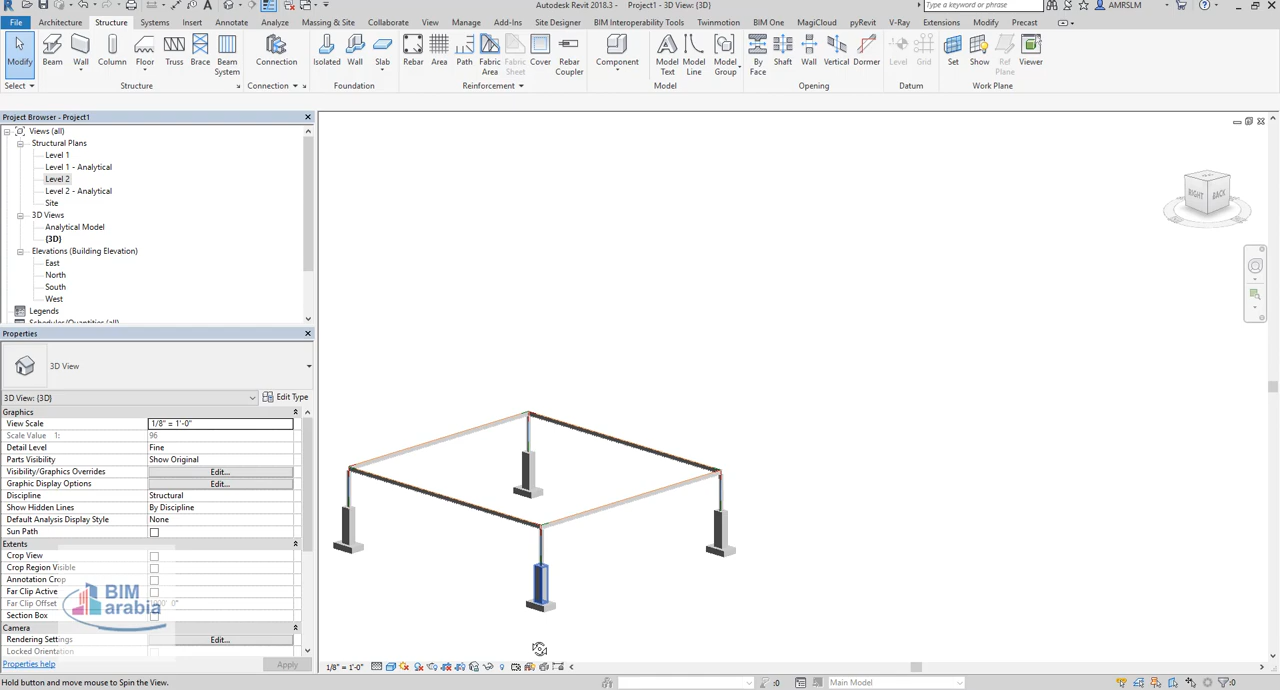 Autodesk Revit 2018.3 -   Project1 - 3D View: {3D}
Type a keyword or phrase
AMRSLM
File Architecture Structure Systems Insert Annotate Analyze Massing & Site Collaborate View Manage Add-Ins Site Designer BIM Interoperability Tools Twinmotion BIM One MagiCloud pyRevit V-Ray Extensions Modify Precast
Modify Beam Wall Column Floor Truss Brace Beam System Connection Isolated Wall Slab Rebar Area Path Fabric Area Fabric Sheet Cover Rebar Coupler Component Model Text Model Line Model Group By Face Shaft Wall Vertical Dormer Level Grid Set Show Ref Plane Viewer
Select Structure Connection Foundation Reinforcement Model Opening Datum Work Plane
Project Browser - Project1
Views (all)
Structural Plans
Level 1
Level 1 - Analytical
Level 2
Level 2 - Analytical
Site
3D Views
Analytical Model
{3D}
Elevations (Building Elevation)
East
North
South
West
Legends
Schedules/Quantities (all)
RIGHT BACK
Properties
3D View
3D View: {3D} Edit Type
Graphics
View Scale 1/8" = 1'-0"
Scale Value 1: 96
Detail Level Fine
Parts Visibility Show Original
Visibility/Graphics Overrides Edit...
Graphic Display Options Edit...
Discipline Structural
Show Hidden Lines By Discipline
Default Analysis Display Style None
Sun Path
Extents
Crop View
Crop Region Visible
Annotation Crop
Far Clip Active
Far Clip Offset
Section Box
Camera
Rendering Settings Edit...
Locked Orientation
BIM
arabia
Properties help Apply
1/8" = 1'-0"
Hold button and move mouse to Spin the View.
:0 Main Model :0